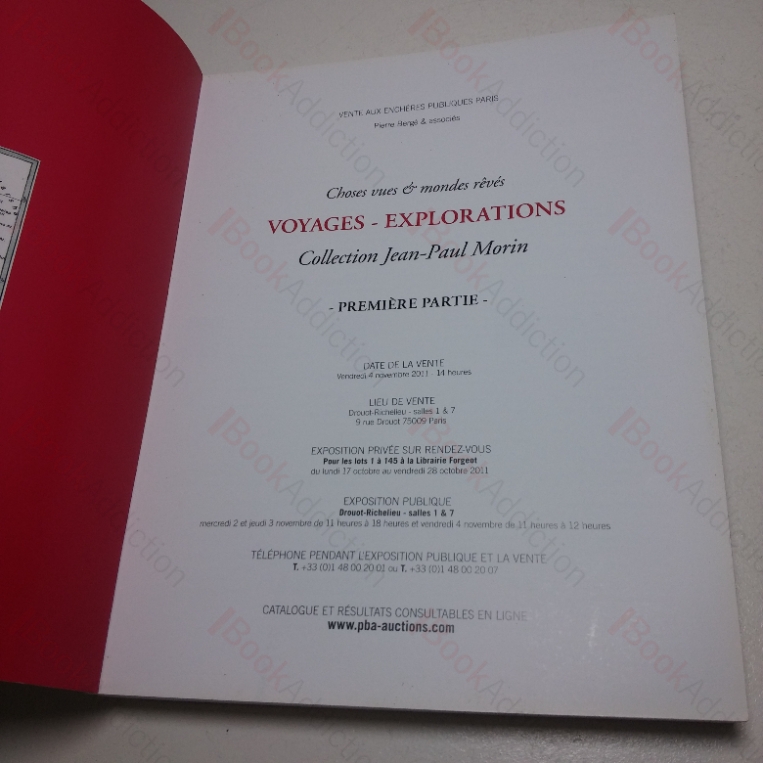 VENTE AUX ENCHÈRES PUBLIQUES PARIS
Pierre Bergé & associés
Choses vues & mondes rêvés
VOYAGES - EXPLORATIONS
Collection Jean-Paul Morin
- PREMIÈRE PARTIE -
DATE DE LA VENTE
Vendredi 4 novembre 2011 - 14 heures
LIEU DE VENTE
Drouot-Richelieu - salles 1 & 7
9 rue Drouot 75009 Paris
EXPOSITION PRIVÉE SUR RENDEZ-VOUS
Pour les lots 1 à 145 à la Librairie Forgeot
du lundi 17 octobre au vendredi 28 octobre 2011
EXPOSITION PUBLIQUE
Drouot-Richelieu - salles 1 & 7
mercredi 2 et jeudi 3 novembre de 11 heures à 18 heures et vendredi 4 novembre de 11 heures à 12 heures
TÉLÉPHONE PENDANT L'EXPOSITION PUBLIQUE ET LA VENTE
T. +33 (0)1 48 00 20 01 ou T. +33 (0)1 48 00 20 07
CATALOGUE ET RÉSULTATS CONSULTABLES EN LIGNE
www.pba-auctions.com
BookAddiction